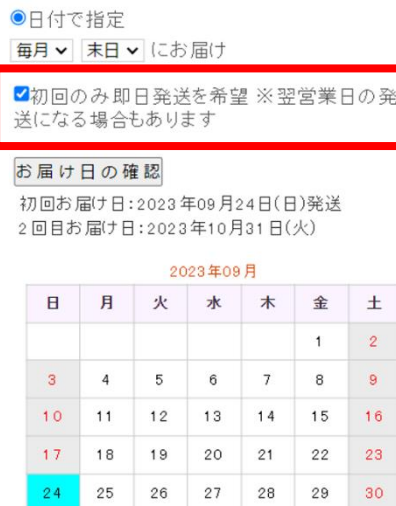 日付で指定
毎月 末日 にお届け
初回のみ即日発送を希望 ※翌営業日の発
送になる場合もあります
お届け日の確認
初回お届け日:2023年09月24日(日)発送
2回目お届け日:2023年10月31日(火)
2023年09月
日 月 火 水 木 金 土
1 2
3 4 5 6 7 8 9
10 11 12 13 14 15 16
17 18 19 20 21 22 23
24 25 26 27 28 29 30